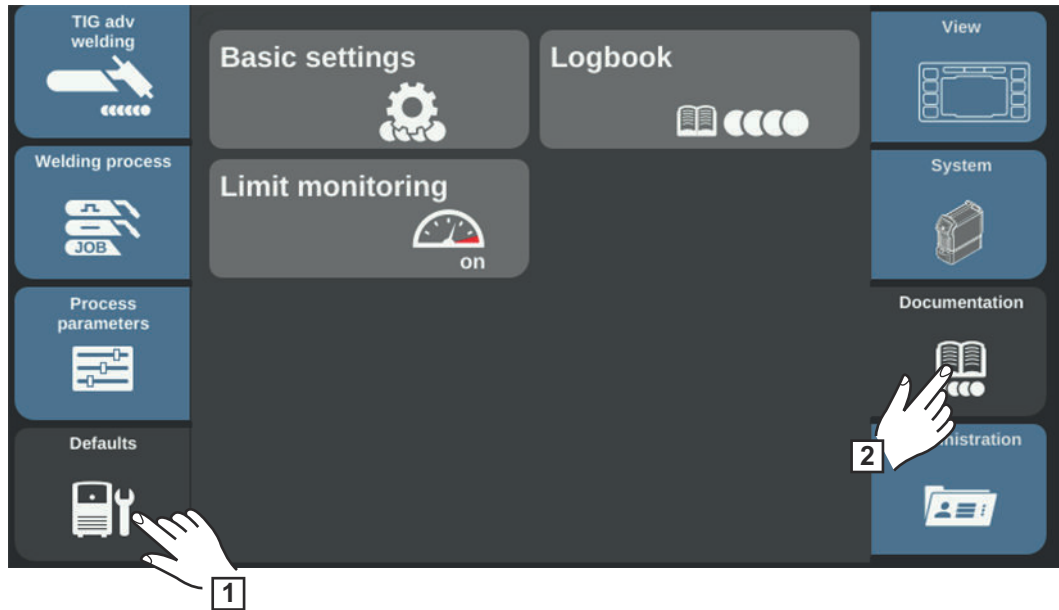 TIG adv
welding
Welding process
JOB
Process
parameters
Defaults
1
Basic settings
Logbook
Limit monitoring
on
View
System
Documentation
2
nistration